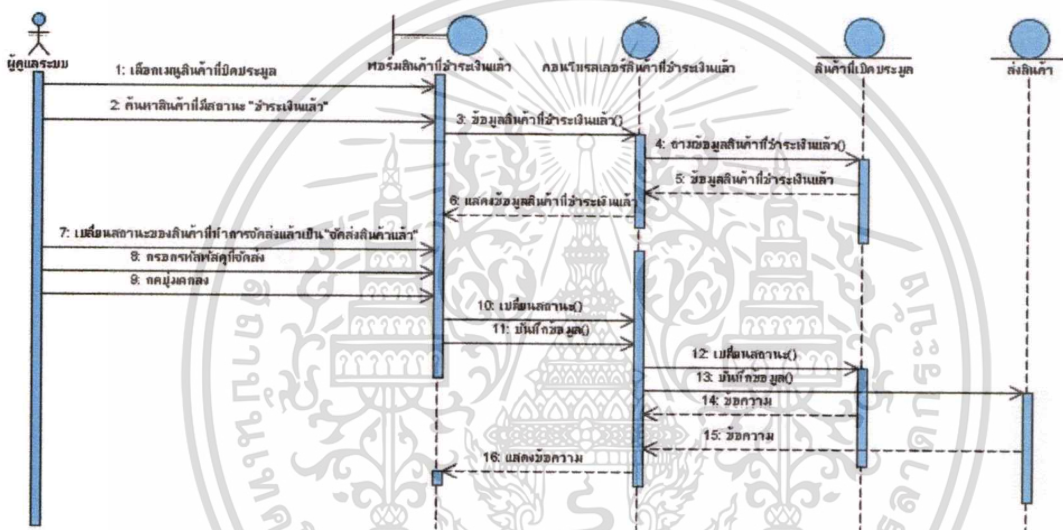 ผู้ดูแลระบบ
ฟอร์มสินค้าที่ชำระเงินแล้ว
คอนโทรลเลอร์สินค้าที่ชำระเงินแล้ว
สินค้าที่เปิดประมูล
ส่งสินค้า
1: เลือกเมนูสินค้าที่ปิดประมูล
2: ค้นหาสินค้าที่มีสถานะ "ชำระเงินแล้ว"
3: ข้อมูลสินค้าที่ชำระเงินแล้ว()
4: ถามข้อมูลสินค้าที่ชำระเงินแล้ว()
5: ข้อมูลสินค้าที่ชำระเงินแล้ว
6: แสดงข้อมูลสินค้าที่ชำระเงินแล้ว
7: เปลี่ยนสถานะของสินค้าที่ทำการจัดส่งแล้วเป็น "จัดส่งสินค้าแล้ว"
8: กรอกรหัสพัสดุที่จัดส่ง
9: กดปุ่มตกลง
10: เปลี่ยนสถานะ()
11: บันทึกข้อมูล()
12: เปลี่ยนสถานะ()
13: บันทึกข้อมูล()
14: ข้อความ
15: ข้อความ
16: แสดงข้อความ